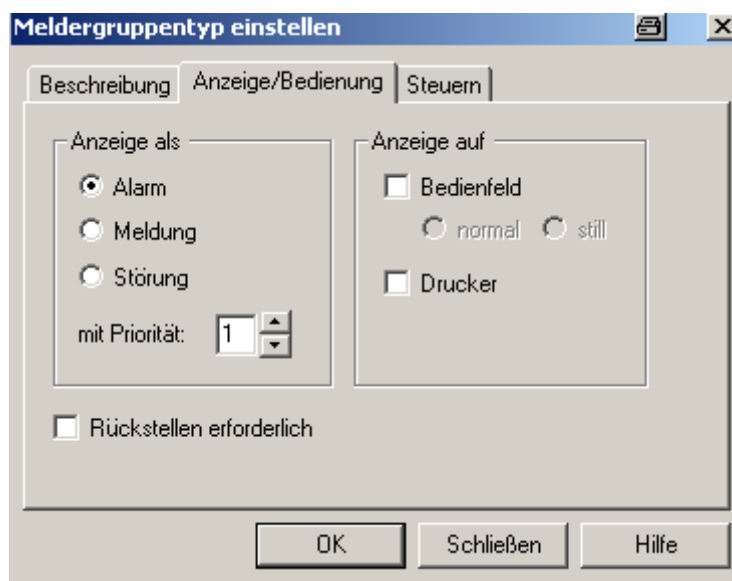 Meldergruppentyp einstellen
Beschreibung Anzeige/Bedienung Steuern
Anzeige als
Alarm
Meldung
Störung
mit Priorität: 1
Anzeige auf
Bedienfeld
normal still
Drucker
Rückstellen erforderlich
OK Schließen Hilfe